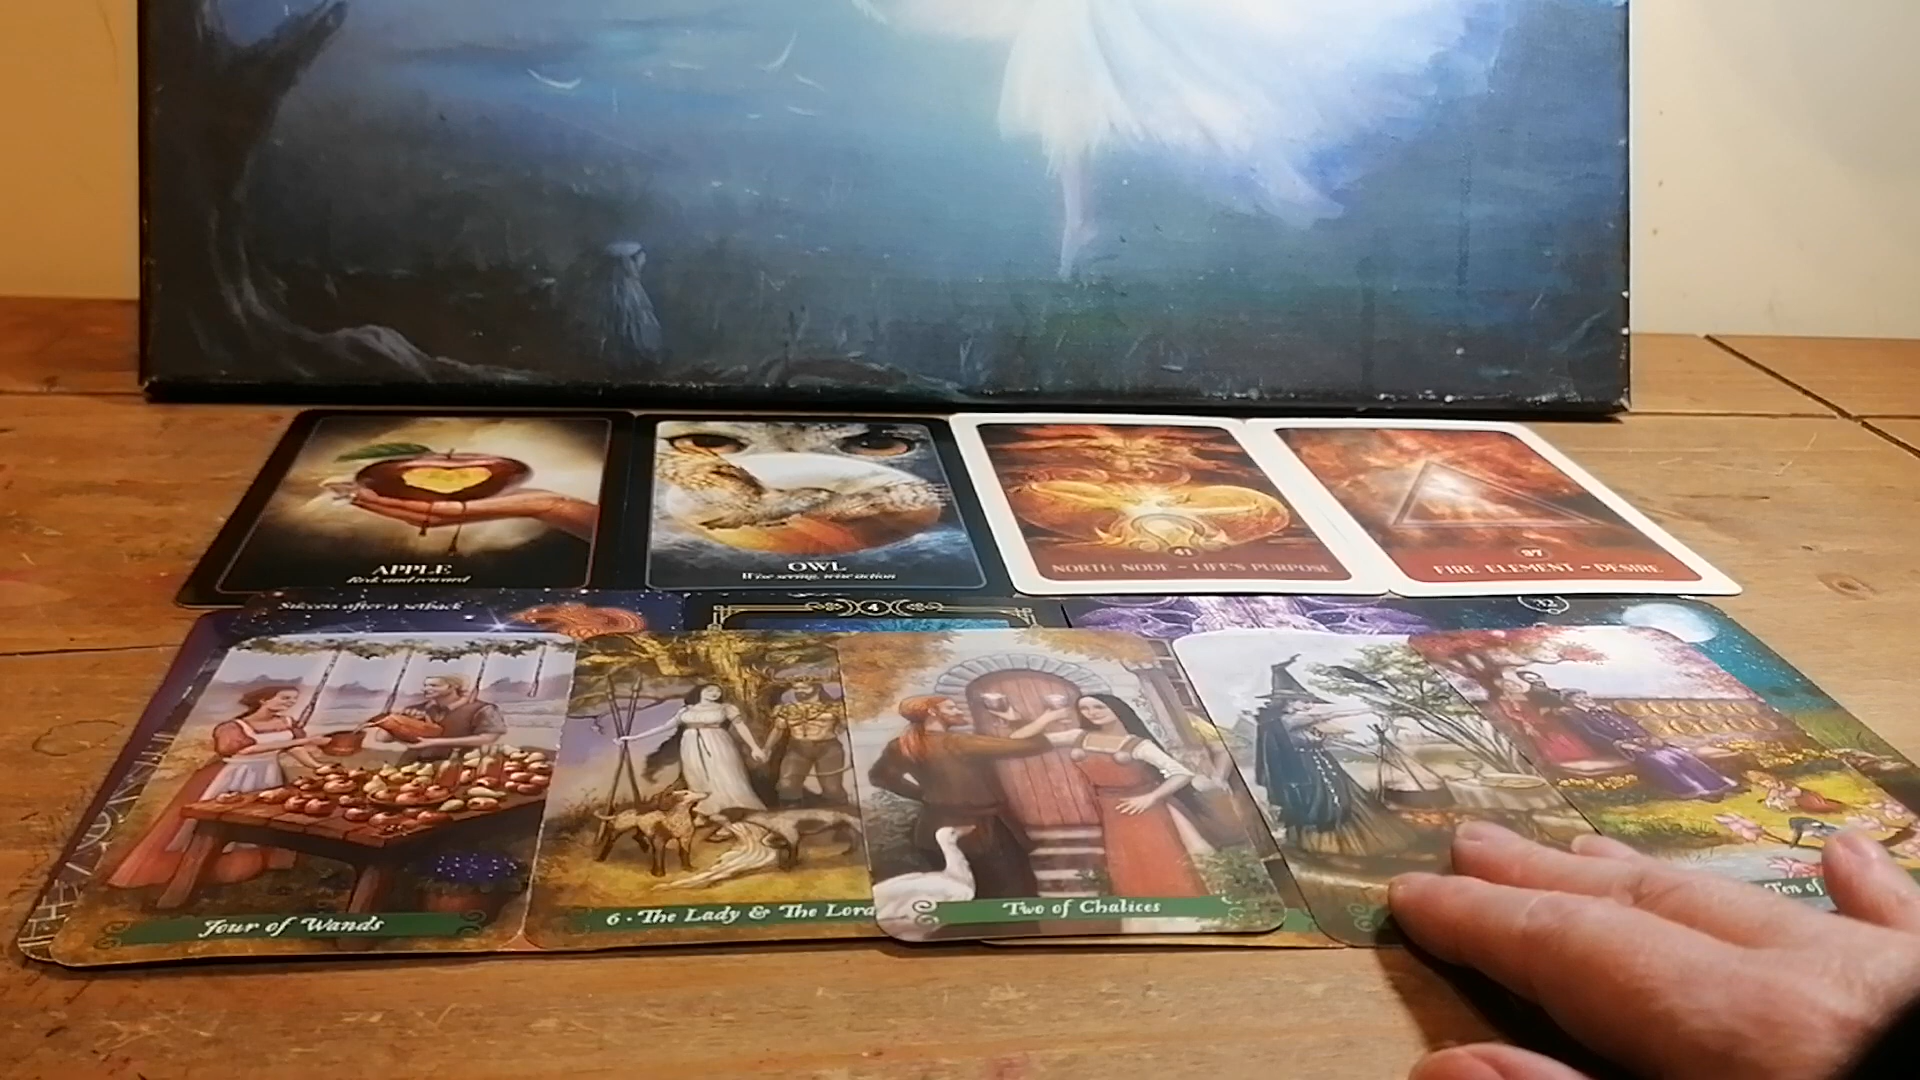 APPLE
Risk and reward
OWL
Wise seeing, wise action
41
NORTH NODE ~ LIFE'S PURPOSE
97
FIRE ELEMENT ~ DESIRE
Success after a setback
4
32
Four of Wands
6 · The Lady & The Lord
Two of Chalices
Ten of